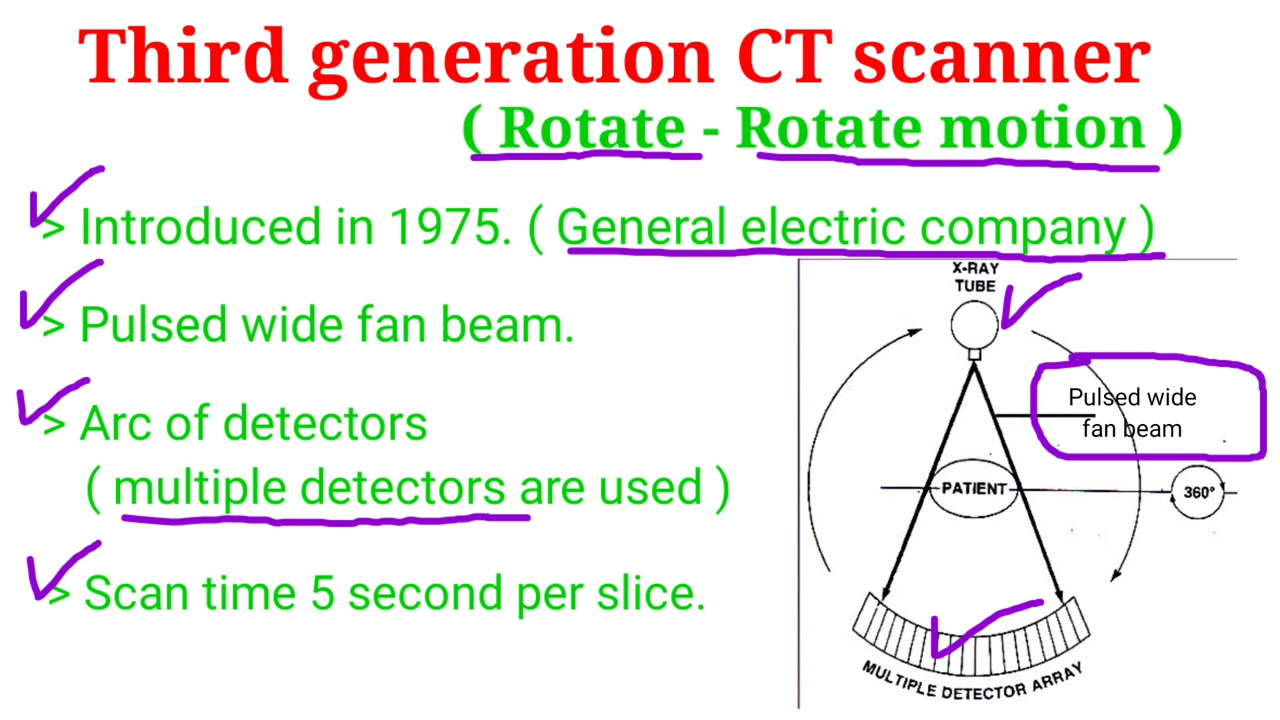 Third generation CT scanner
( Rotate - Rotate motion )
> Introduced in 1975. ( General electric company )
> Pulsed wide fan beam.
> Arc of detectors
( multiple detectors are used )
> Scan time 5 second per slice.
X-RAY
TUBE
Pulsed wide
fan beam
PATIENT
360°
MULTIPLE DETECTOR ARRAY